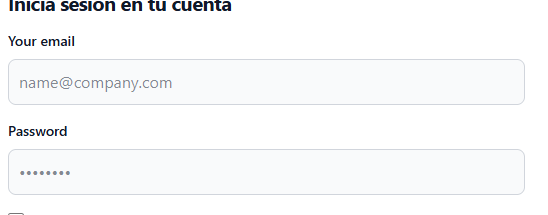 Inicia sesión en tu cuenta
Your email
name@company.com
Password
••••••••